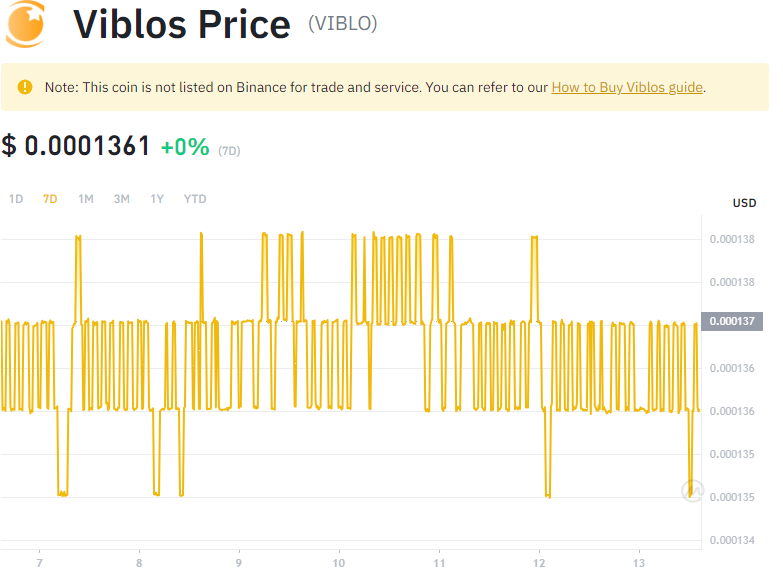 Viblos Price (VIBLO)
Note: This coin is not listed on Binance for trade and service. You can refer to our How to Buy Viblos guide.
$ 0.0001361 +0% (7D)
1D 7D 1M 3M 1Y YTD
USD
0.000138
0.000138
0.000137
0.000136
0.000136
0.000135
0.000135
0.000134
7 8 9 10 11 12 13